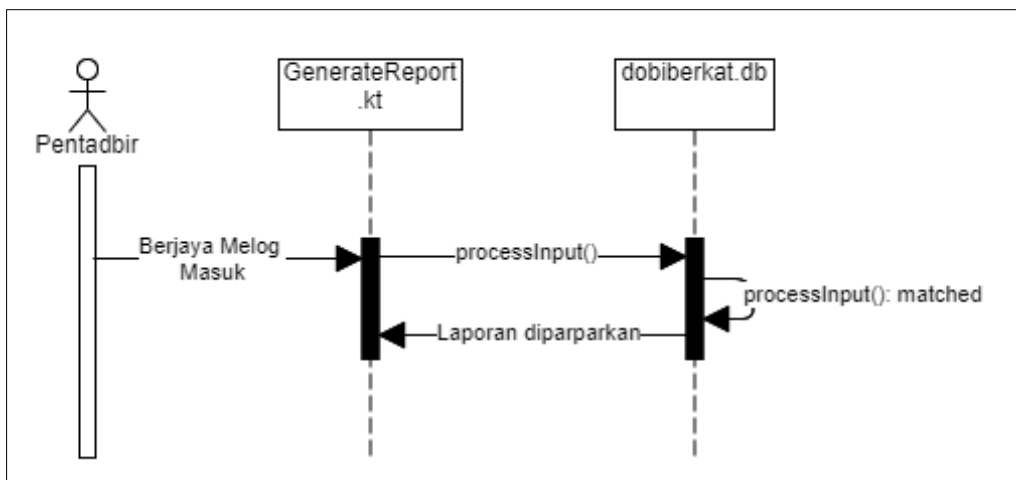 GenerateReport
.kt
dobiberkat.db
Pentadbir
Berjaya Melog
Masuk
processInput()
processInput(): matched
Laporan diparparkan